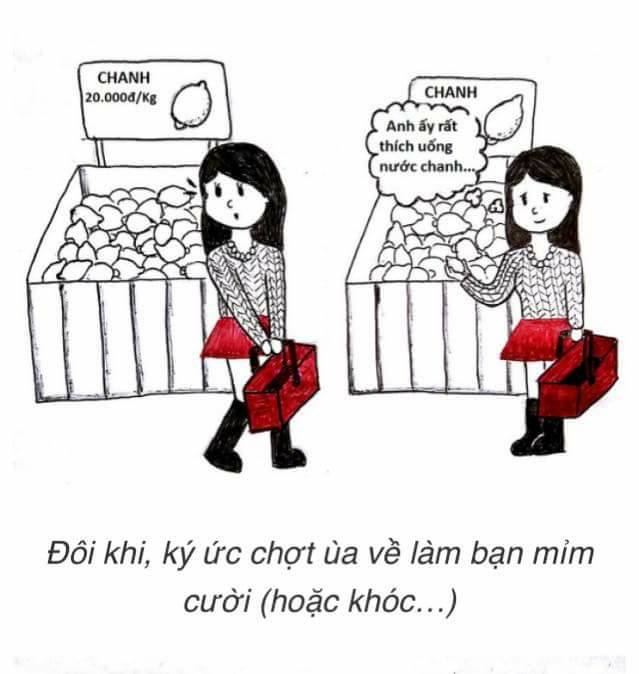 CHANH
20.000đ/Kg
CHANH
Anh ấy rất
thích uống
nước chanh...
Đôi khi, ký ức chợt ùa về làm bạn mỉm
cười (hoặc khóc…)